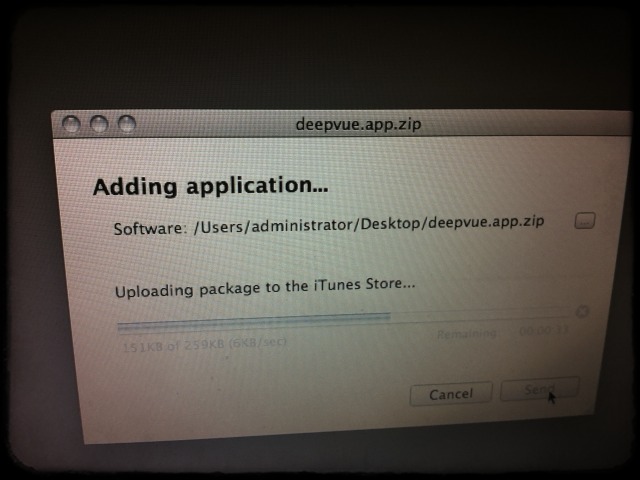 deepvue.app.zip
Adding application...
Software: /Users/administrator/Desktop/deepvue.app.zip
...
Uploading package to the iTunes Store...
151KB of 259KB (6KB/sec) Remaining 00:00:11
Cancel Send